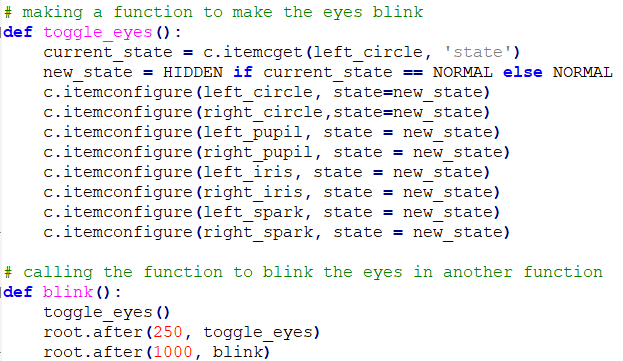 # making a function to make the eyes blink
def toggle_eyes():
    current_state = c.itemcget(left_circle, 'state')
    new_state = HIDDEN if current_state == NORMAL else NORMAL
    c.itemconfigure(left_circle, state=new_state)
    c.itemconfigure(right_circle,state=new_state)
    c.itemconfigure(left_pupil, state = new_state)
    c.itemconfigure(right_pupil, state = new_state)
    c.itemconfigure(left_iris, state = new_state)
    c.itemconfigure(right_iris, state = new_state)
    c.itemconfigure(left_spark, state = new_state)
    c.itemconfigure(right_spark, state = new_state)

# calling the function to blink the eyes in another function
def blink():
    toggle_eyes()
    root.after(250, toggle_eyes)
    root.after(1000, blink)